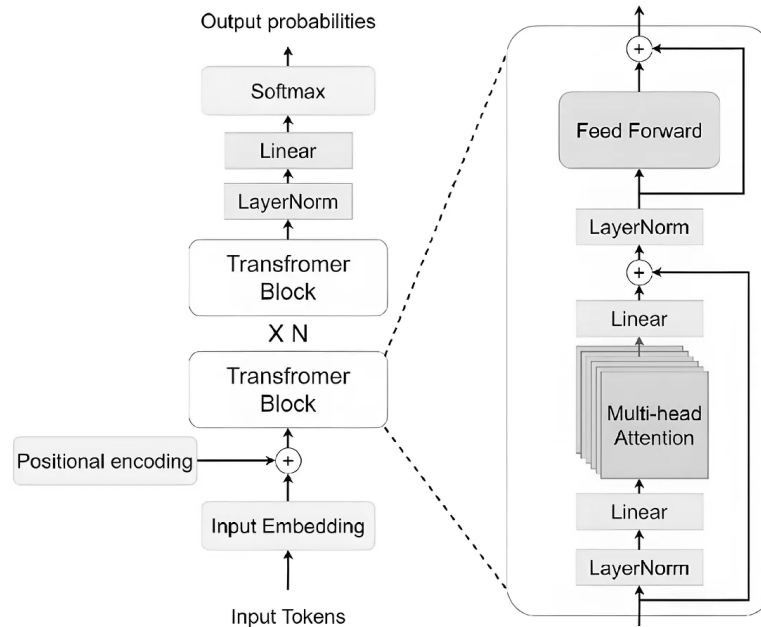 Output probabilities
Softmax
Linear
LayerNorm
Transfromer
Block
X N
Transfromer
Block
Positional encoding
+
Input Embedding
Input Tokens
+
Feed Forward
LayerNorm
+
Linear
Multi-head
Attention
Linear
LayerNorm